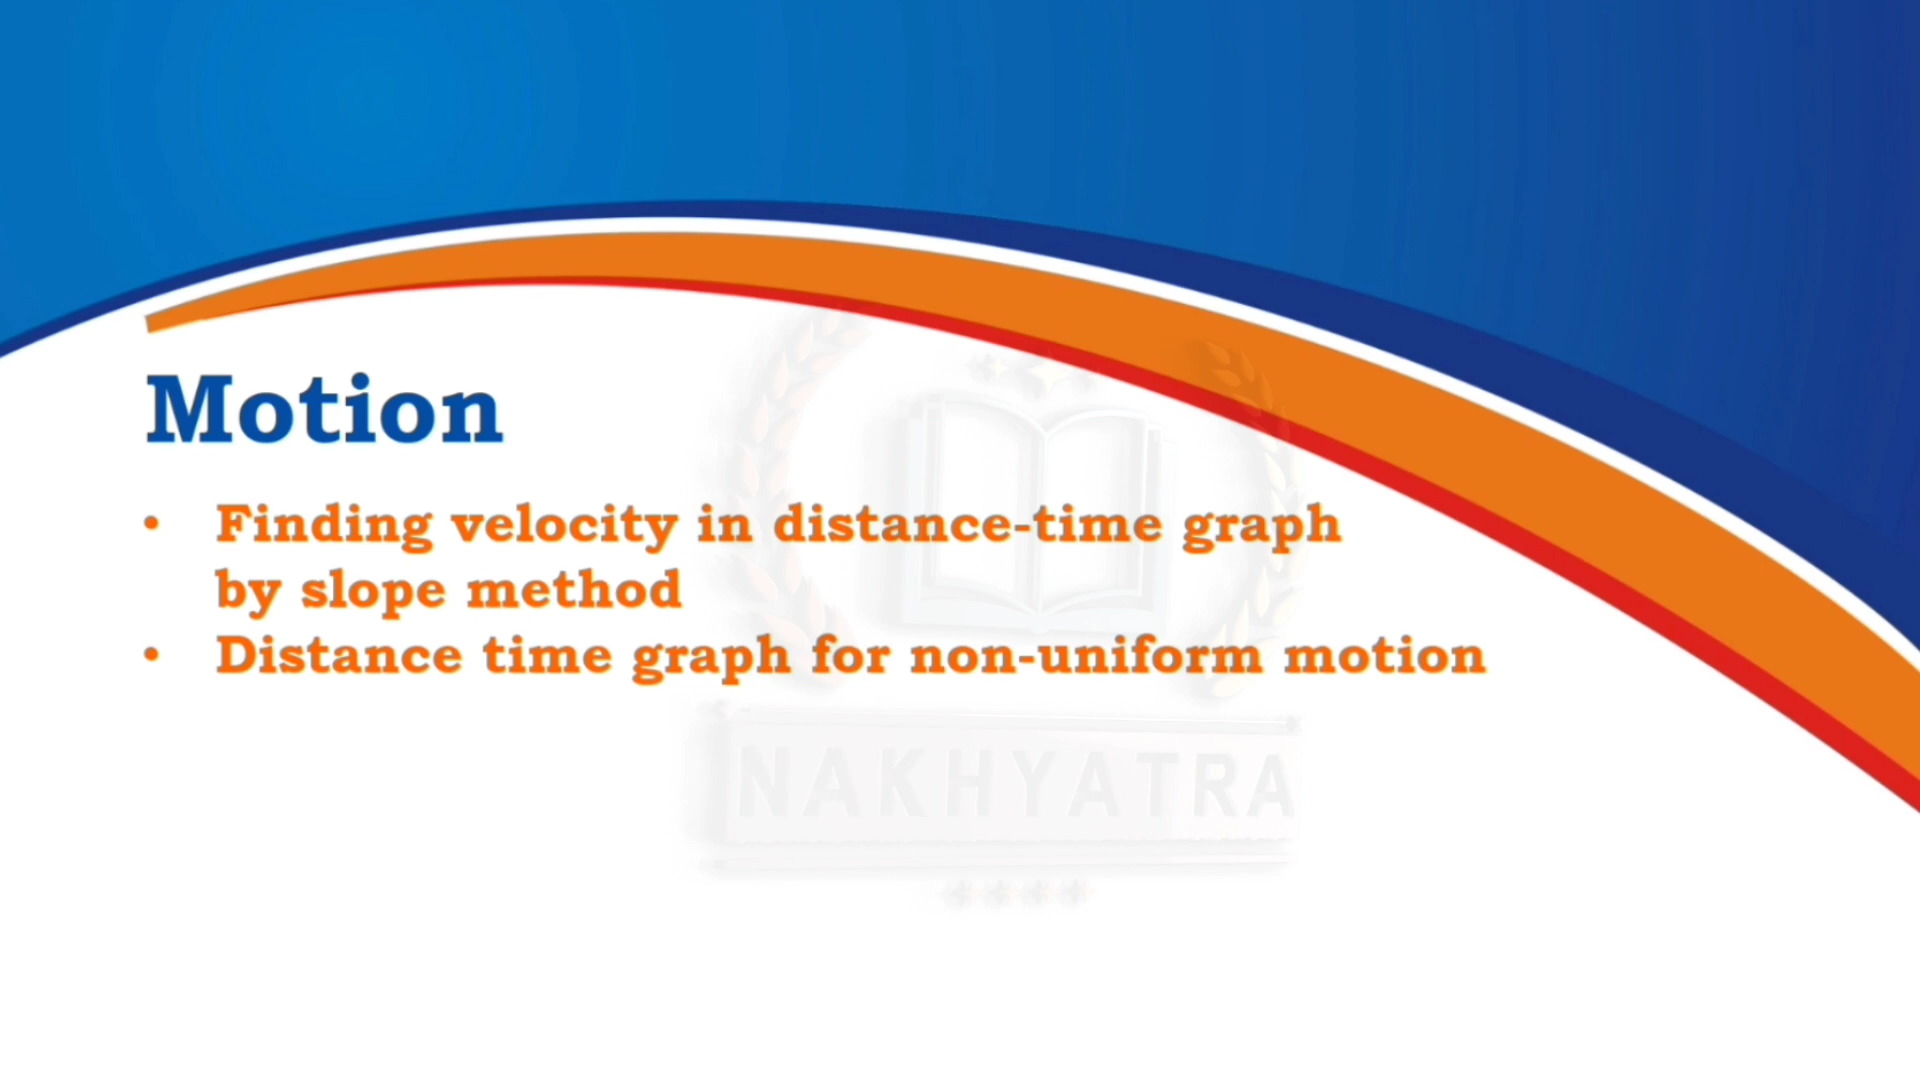 Motion
• Finding velocity in distance-time graph
by slope method
• Distance time graph for non-uniform motion
NAKHYATRA